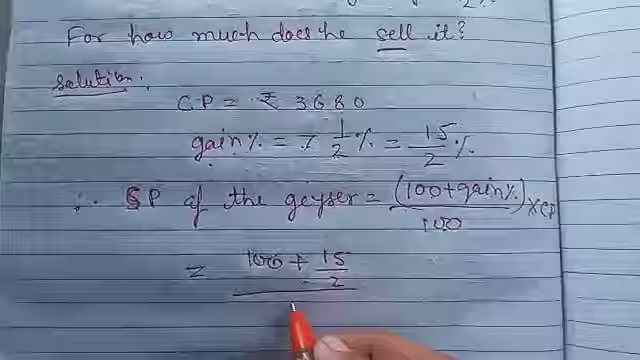 2%
For how much does he sell it?
Solution.
C.P = ₹ 3680
gain% = 7 1/2 % = 15/2 %
∴ SP of the geyser = (100+gain%)/100 × CP
= 100 + 15/2